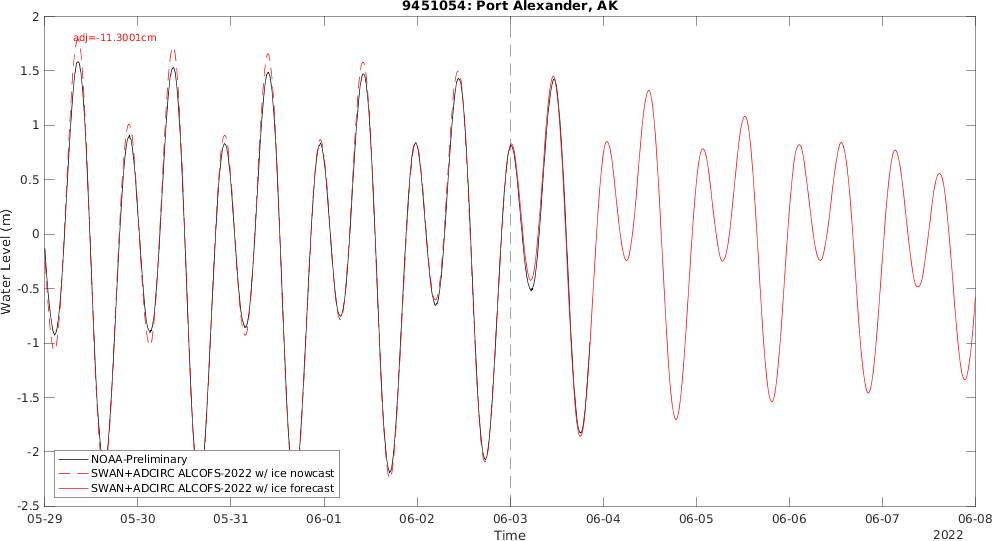 9451054: Port Alexander, AK
adj=-11.3001cm
2
1.5
1
0.5
0
-0.5
-1
-1.5
-2
-2.5
Water Level (m)
NOAA-Preliminary
SWAN+ADCIRC ALCOFS-2022 w/ ice nowcast
SWAN+ADCIRC ALCOFS-2022 w/ ice forecast
05-29 05-30 05-31 06-01 06-02 06-03 06-04 06-05 06-06 06-07 06-08
Time
2022